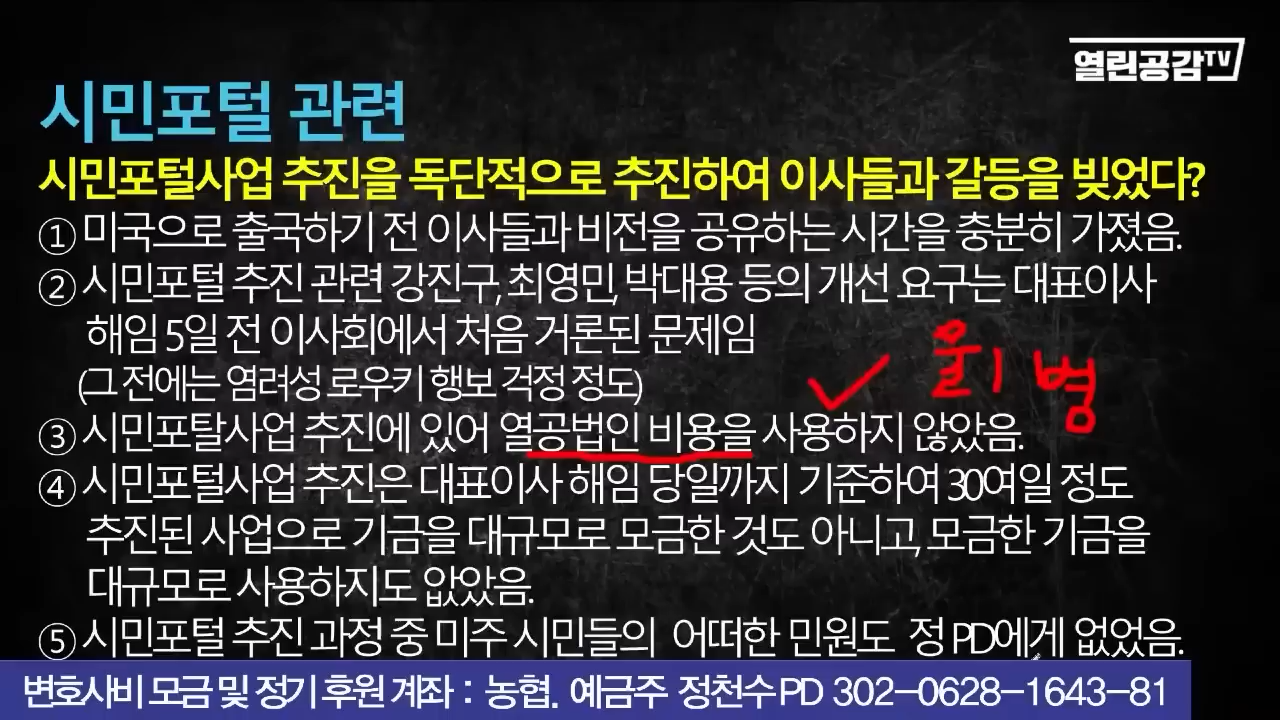 열린공감TV
시민포털 관련
시민포털사업 추진을 독단적으로 추진하여 이사들과 갈등을 빚었다?
① 미국으로 출국하기 전 이사들과 비전을 공유하는 시간을 충분히 가졌음.
② 시민포털 추진 관련 강진구, 최영민, 박대용 등의 개선 요구는 대표이사
해임 5일 전 이사회에서 처음 거론된 문제임
(그 전에는 염려성 로우키 행보 걱정 정도)
③ 시민포탈사업 추진에 있어 열공법인 비용을 사용하지 않았음.
④ 시민포털사업 추진은 대표이사 해임 당일까지 기준하여 30여일 정도
추진된 사업으로 기금을 대규모로 모금한 것도 아니고, 모금한 기금을
대규모로 사용하지도 않았음.
⑤ 시민포털 추진 과정 중 미주 시민들의 어떠한 민원도 정PD에게 없었음.
변호사비 모금 및 정기 후원 계좌 : 농협. 예금주 정천수PD 302-0628-1643-81